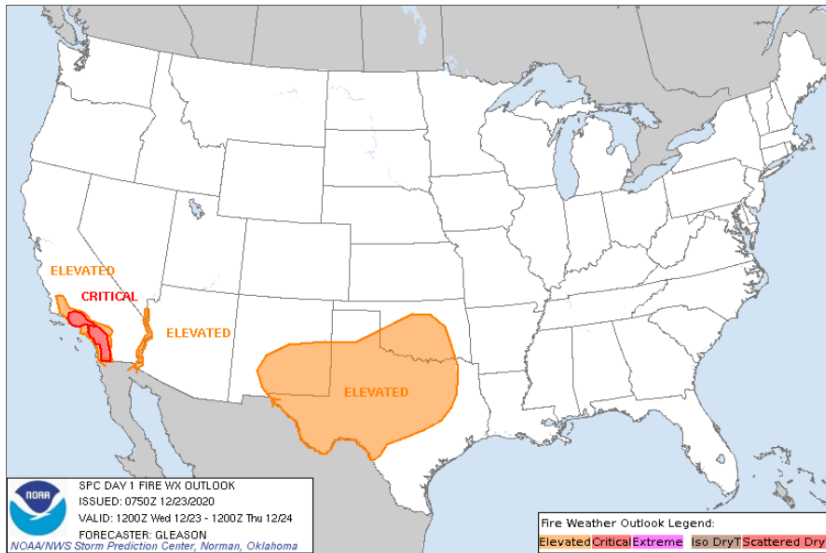 ELEVATED
CRITICAL
ELEVATED
ELEVATED
NOAA
SPC DAY 1 FIRE WX OUTLOOK
ISSUED: 0750Z 12/23/2020
VALID: 1200Z Wed 12/23 - 1200Z Thu 12/24
FORECASTER: GLEASON
NOAA/NWS Storm Prediction Center, Norman, Oklahoma
Fire Weather Outlook Legend:
Elevated Critical Extreme Iso DryT Scattered Dry